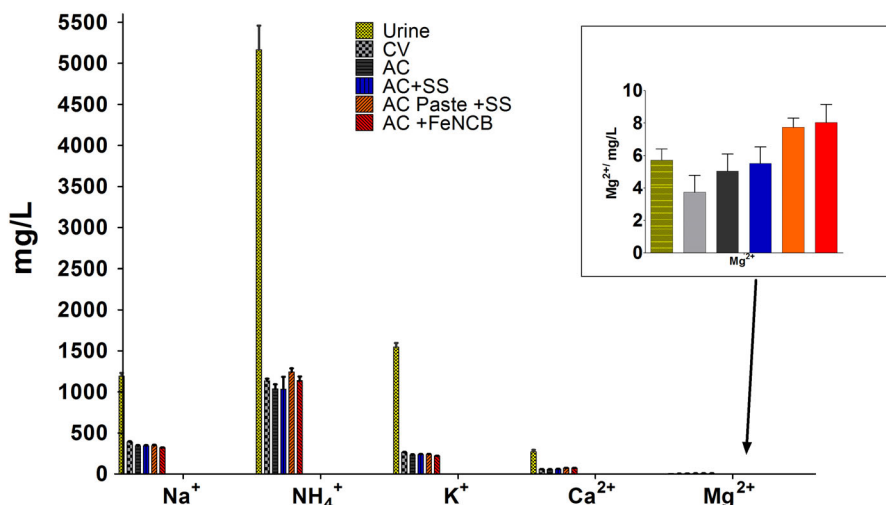 5500
5000
4500
4000
3500
3000
2500
2000
1500
1000
500
0
mg/L
Urine
CV
AC
AC+SS
AC Paste +SS
AC +FeNCB
Na⁺
NH₄⁺
K⁺
Ca²⁺
Mg²⁺
10
8
6
4
2
0
Mg²⁺/ mg/L
Mg²⁺